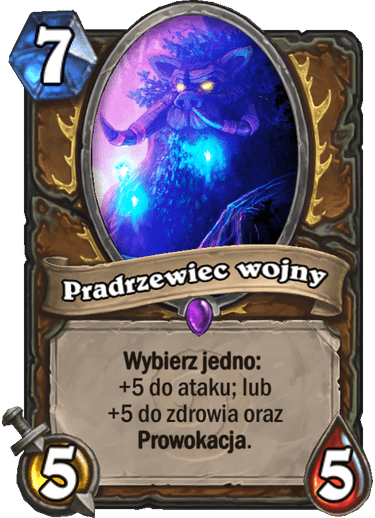 7
Pradrzewiec wojny
Wybierz jedno:
+5 do ataku; lub
+5 do zdrowia oraz
Prowokacja.
5
5